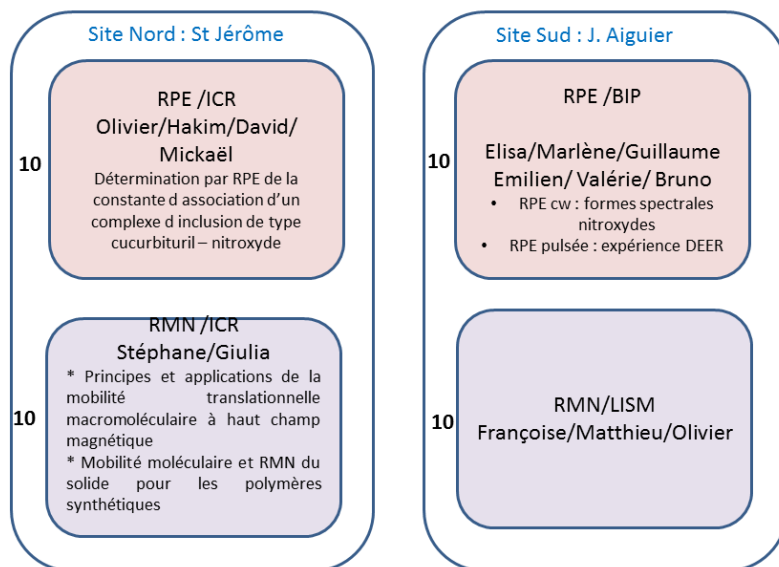 Site Nord : St Jérôme
RPE /ICR
Olivier/Hakim/David/
Mickaël
10
Détermination par RPE de la
constante d association d'un
complexe d inclusion de type
cucurbituril – nitroxyde
RMN /ICR
Stéphane/Giulia
* Principes et applications de la
mobilité translationnelle
macromoléculaire à haut champ
magnétique
10
* Mobilité moléculaire et RMN du
solide pour les polymères
synthétiques
Site Sud : J. Aiguier
RPE /BIP
10
Elisa/Marlène/Guillaume
Emilien/ Valérie/ Bruno
• RPE cw : formes spectrales
nitroxydes
• RPE pulsée : expérience DEER
RMN/LISM
10
Françoise/Matthieu/Olivier